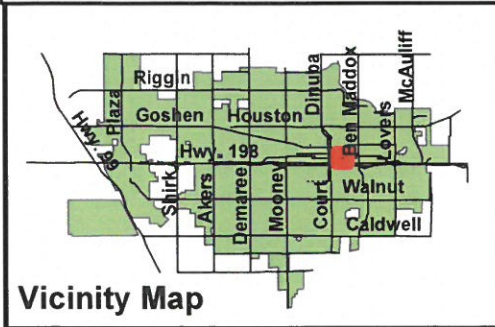 Riggin
Goshen
Houston
Hwy. 198
Walnut
Caldwell
Hwy. 99
Plaza
Shirk
Akers
Demaree
Mooney
Court
Dinuba
Ben Maddox
Lovers
McAuliff
Vicinity Map